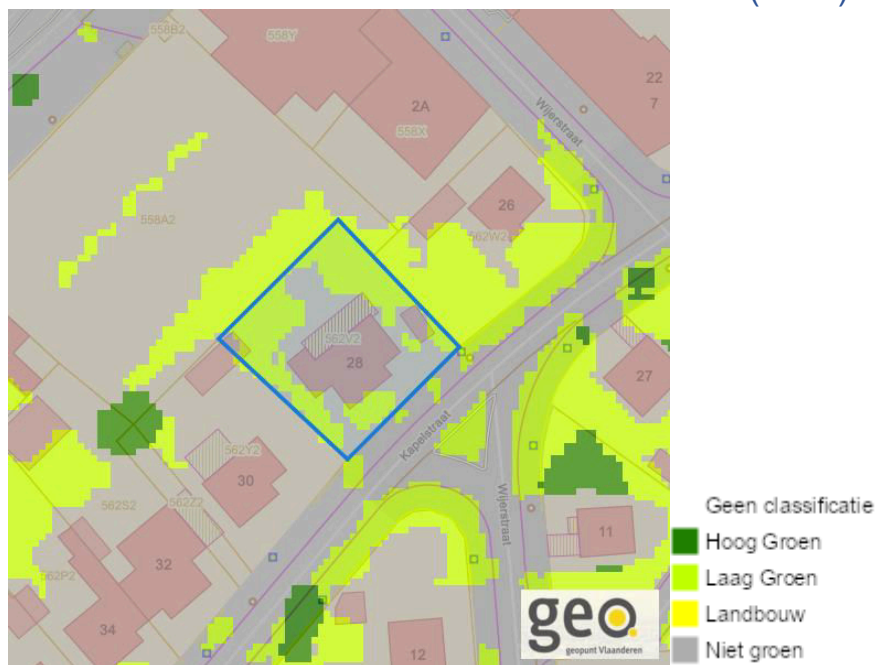 558B2
558Y
2A
558X
22
7
Wijerstraat
558A2
26
562W2
562V2
28
27
Kapelstraat
562Y2
30
562S2
562Z2
Wijerstraat
11
32
562P2
34
12
geo
geopunt Vlaanderen
Geen classificatie
Hoog Groen
Laag Groen
Landbouw
Niet groen